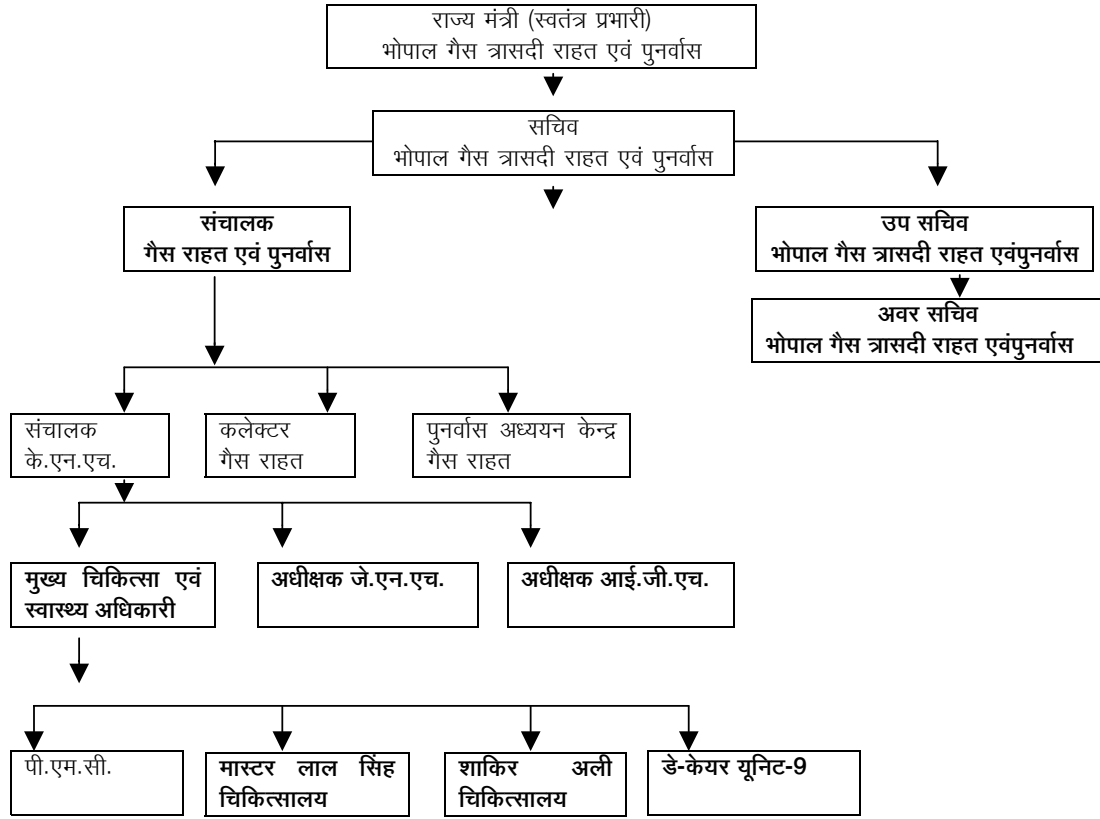 राज्य मंत्री (स्वतंत्र प्रभारी)
भोपाल गैस त्रासदी राहत एवं पुनर्वास
सचिव
भोपाल गैस त्रासदी राहत एवं पुनर्वास
संचालक
गैस राहत एवं पुनर्वास
उप सचिव
भोपाल गैस त्रासदी राहत एवंपुनर्वास
अवर सचिव
भोपाल गैस त्रासदी राहत एवंपुनर्वास
संचालक
के.एन.एच.
कलेक्टर
गैस राहत
पुनर्वास अध्ययन केन्द्र
गैस राहत
मुख्य चिकित्सा एवं
स्वास्थ्य अधिकारी
अधीक्षक जे.एन.एच.
अधीक्षक आई.जी.एच.
पी.एम.सी.
मास्टर लाल सिंह
चिकित्सालय
शाकिर अली
चिकित्सालय
डे-केयर यूनिट-9